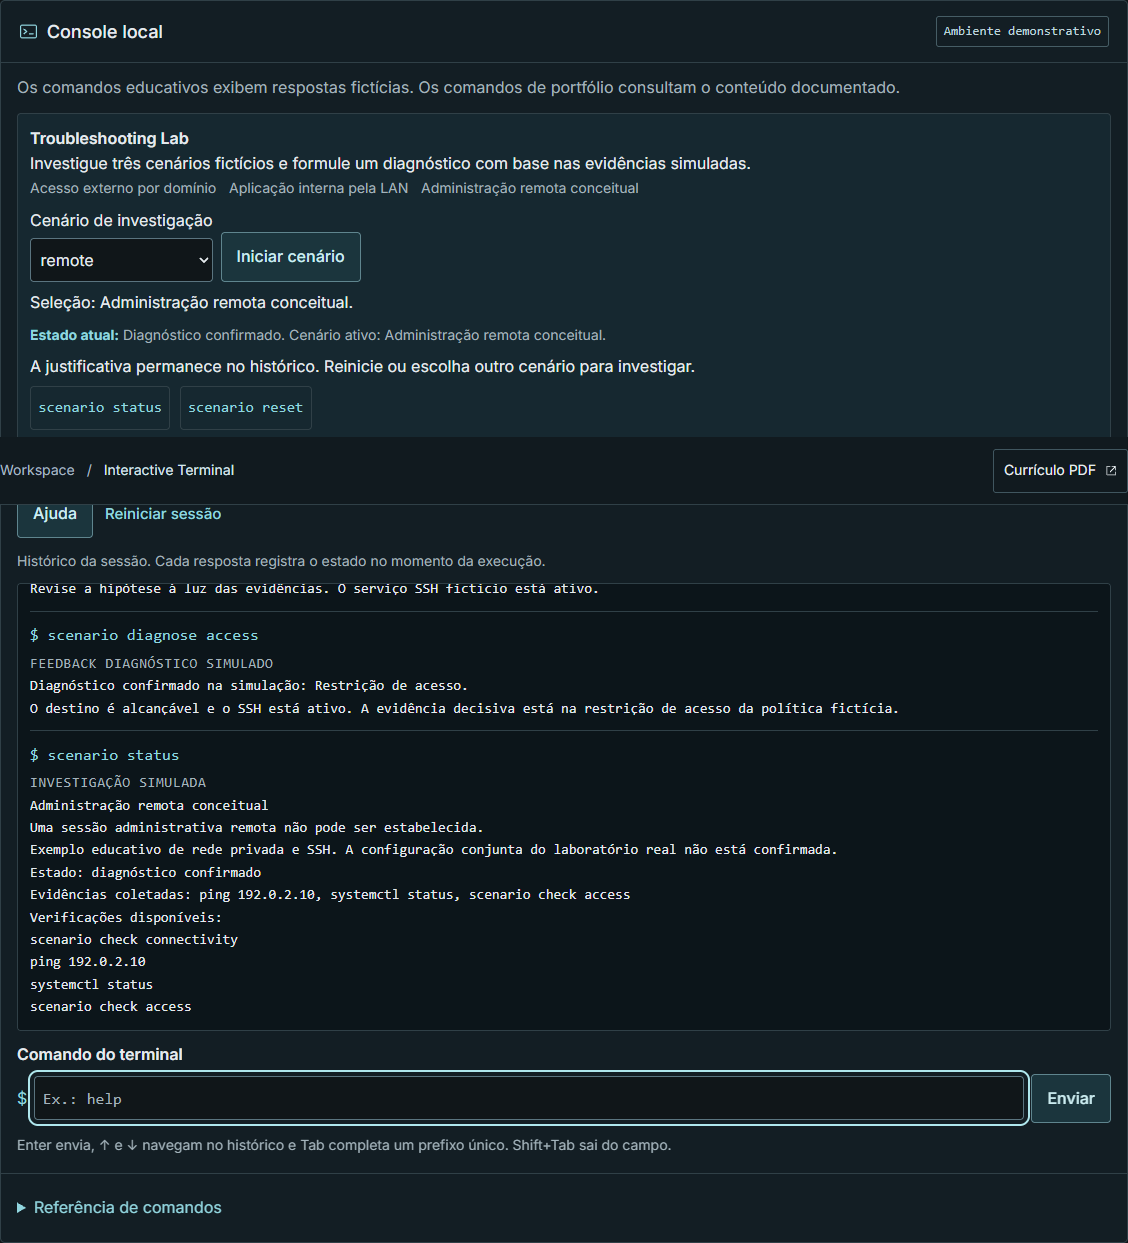 Console local
Ambiente demonstrativo
Os comandos educativos exibem respostas fictícias. Os comandos de portfólio consultam o conteúdo documentado.
Troubleshooting Lab
Investigue três cenários fictícios e formule um diagnóstico com base nas evidências simuladas.
Acesso externo por domínio Aplicação interna pela LAN Administração remota conceitual
Cenário de investigação
remote
Iniciar cenário
Seleção: Administração remota conceitual.
Estado atual: Diagnóstico confirmado. Cenário ativo: Administração remota conceitual.
A justificativa permanece no histórico. Reinicie ou escolha outro cenário para investigar.
scenario status
scenario reset
Workspace / Interactive Terminal
Currículo PDF
Ajuda
Reiniciar sessão
Histórico da sessão. Cada resposta registra o estado no momento da execução.
Revise a hipótese à luz das evidências. O serviço SSH fictício está ativo.
$ scenario diagnose access
FEEDBACK DIAGNÓSTICO SIMULADO
Diagnóstico confirmado na simulação: Restrição de acesso.
O destino é alcançável e o SSH está ativo. A evidência decisiva está na restrição de acesso da política fictícia.
$ scenario status
INVESTIGAÇÃO SIMULADA
Administração remota conceitual
Uma sessão administrativa remota não pode ser estabelecida.
Exemplo educativo de rede privada e SSH. A configuração conjunta do laboratório real não está confirmada.
Estado: diagnóstico confirmado
Evidências coletadas: ping 192.0.2.10, systemctl status, scenario check access
Verificações disponíveis:
scenario check connectivity
ping 192.0.2.10
systemctl status
scenario check access
Comando do terminal
$ Ex.: help
Enviar
Enter envia, ↑ e ↓ navegam no histórico e Tab completa um prefixo único. Shift+Tab sai do campo.
▶ Referência de comandos